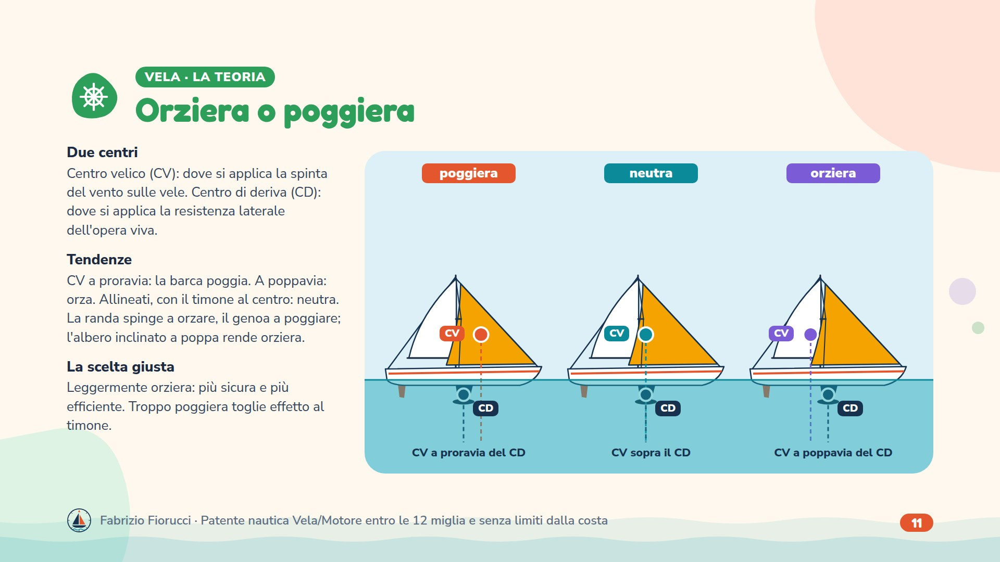 VELA · LA TEORIA
Orziera o poggiera
Due centri
Centro velico (CV): dove si applica la spinta
del vento sulle vele. Centro di deriva (CD):
dove si applica la resistenza laterale
dell'opera viva.
Tendenze
CV a proravia: la barca poggia. A poppavia:
orza. Allineati, con il timone al centro: neutra.
La randa spinge a orzare, il genoa a poggiare;
l'albero inclinato a poppa rende orziera.
La scelta giusta
Leggermente orziera: più sicura e più
efficiente. Troppo poggiera toglie effetto al
timone.
poggiera
neutra
orziera
CV
CV
CV
CD
CD
CD
CV a proravia del CD
CV sopra il CD
CV a poppavia del CD
Fabrizio Fiorucci · Patente nautica Vela/Motore entro le 12 miglia e senza limiti dalla costa
11